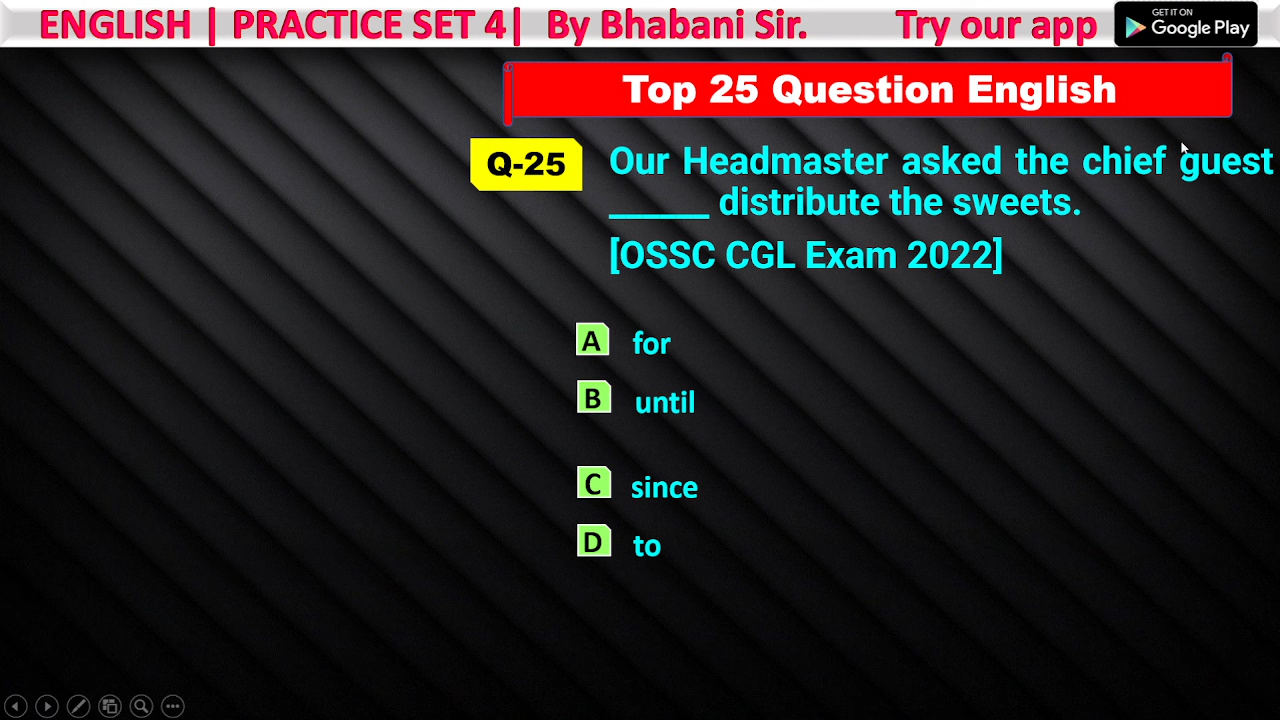 ENGLISH | PRACTICE SET 4| By Bhabani Sir. Try our app
GET IT ON
Google Play
Top 25 Question English
Q-25 Our Headmaster asked the chief guest
______ distribute the sweets.
[OSSC CGL Exam 2022]
A for
B until
C since
D to